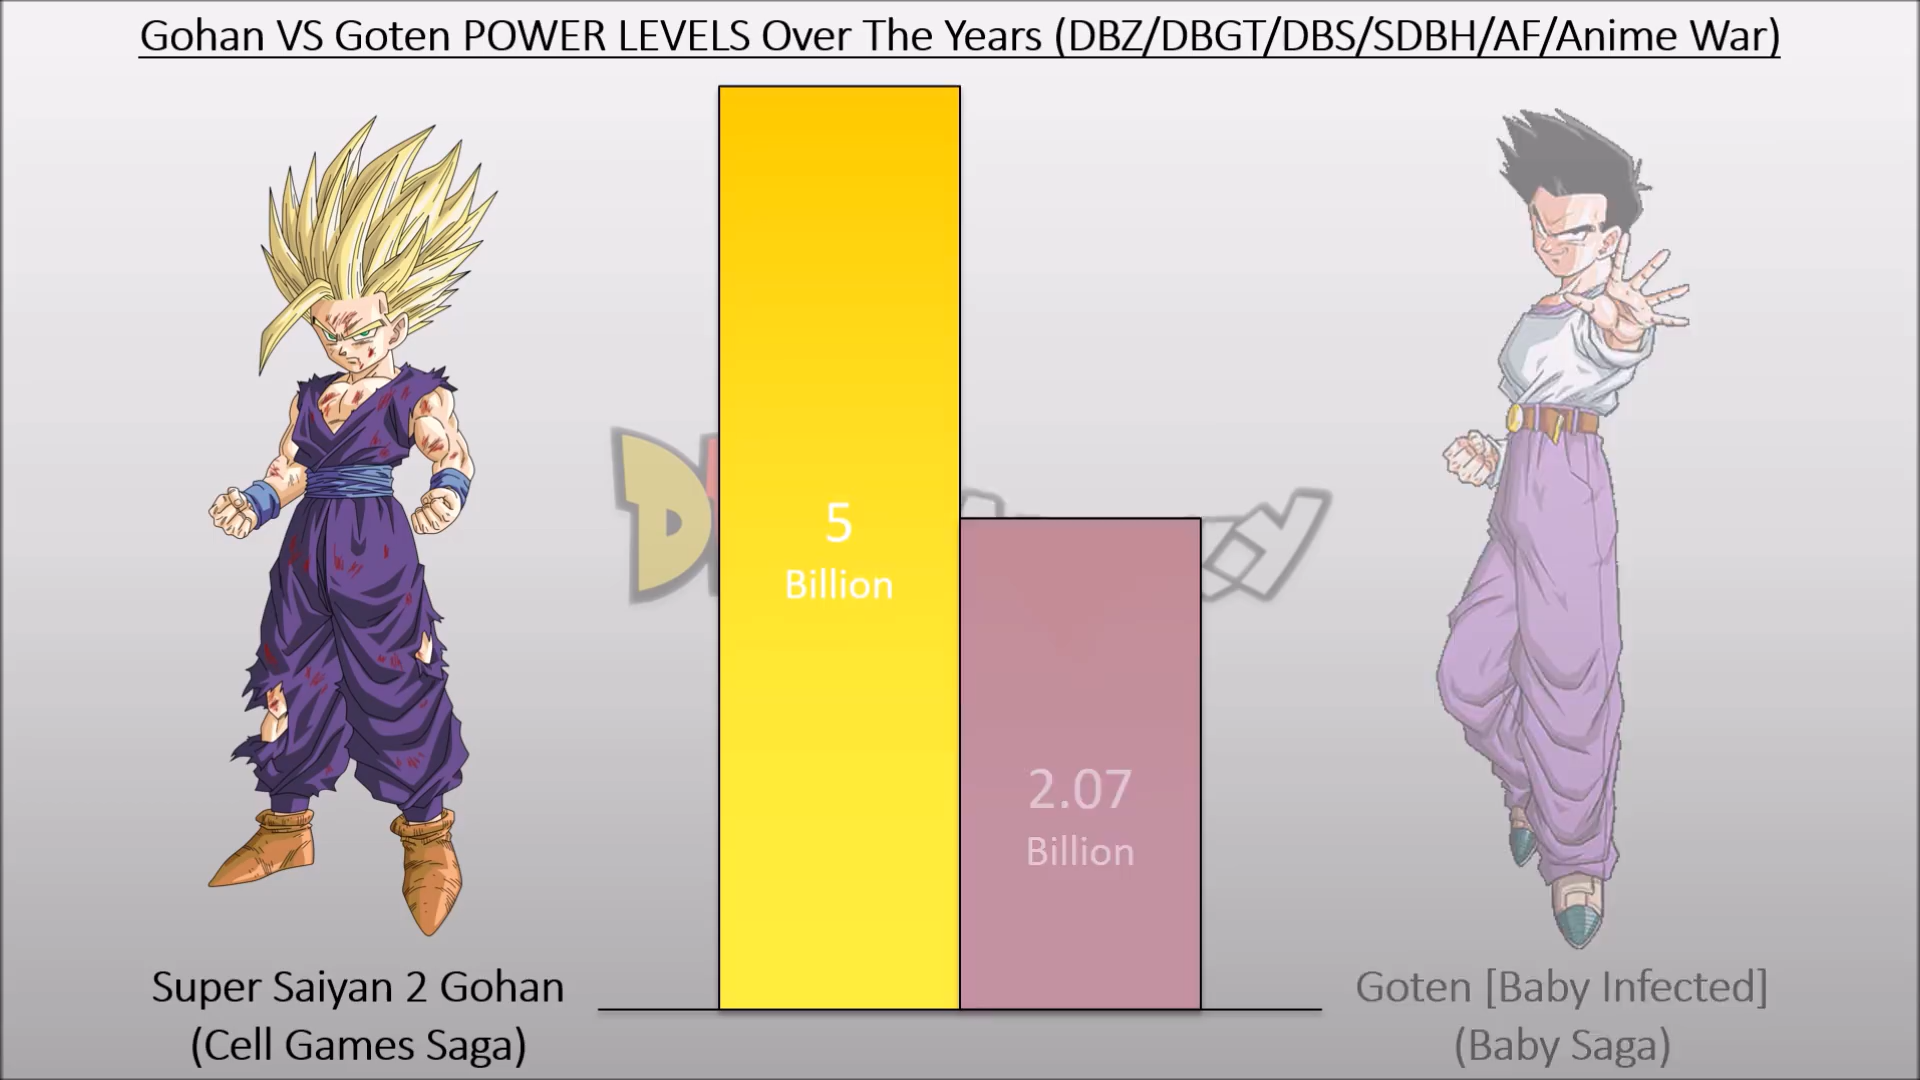 Gohan VS Goten POWER LEVELS Over The Years (DBZ/DBGT/DBS/SDBH/AF/Anime War)
5
Billion
2.07
Billion
Super Saiyan 2 Gohan
(Cell Games Saga)
Goten [Baby Infected]
(Baby Saga)